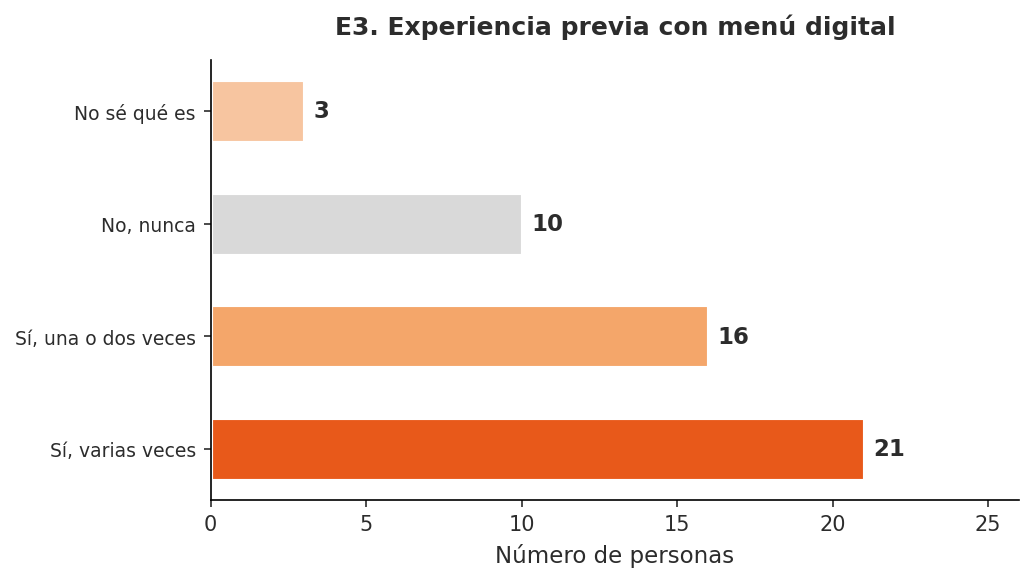 E3. Experiencia previa con menú digital
No sé qué es
3
No, nunca
10
Sí, una o dos veces
16
Sí, varias veces
21
0 5 10 15 20 25
Número de personas